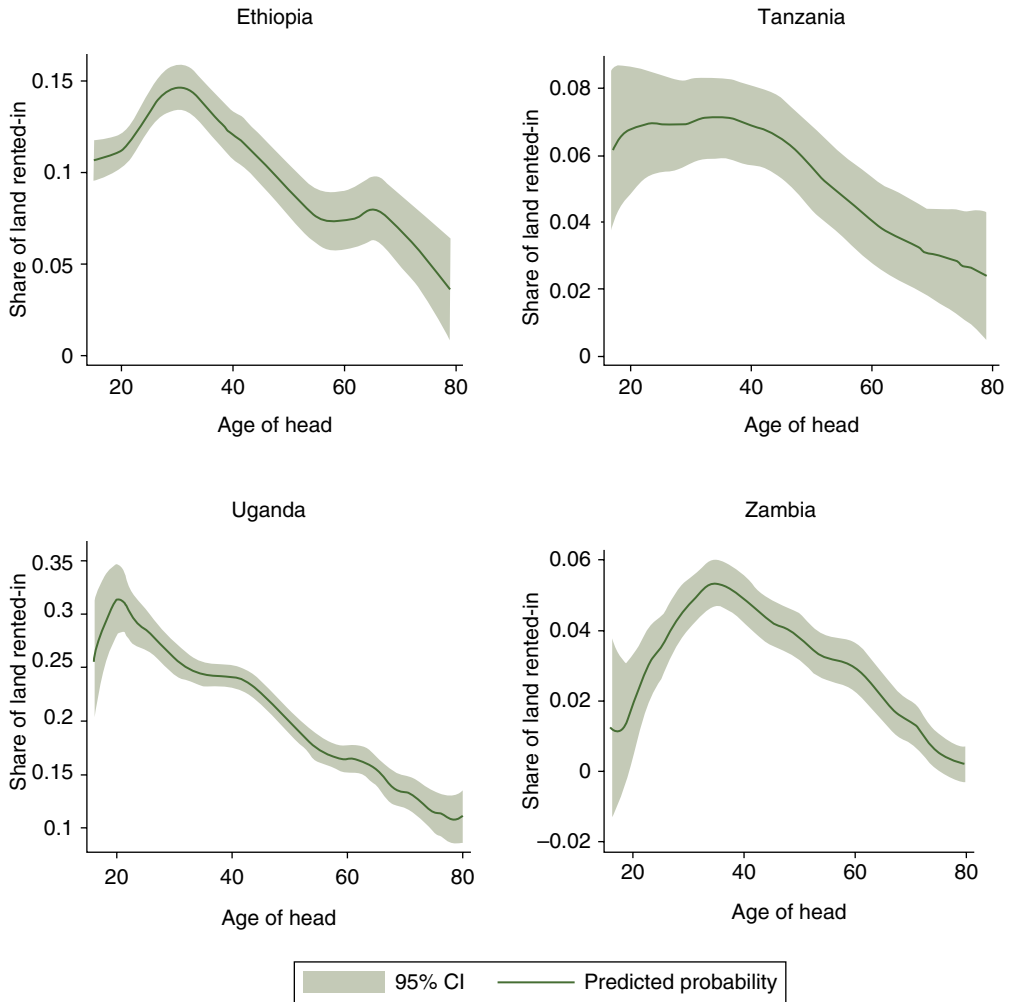 Ethiopia
0.15
0.1
0.05
0
Share of land rented-in
20 40 60 80
Age of head
Tanzania
0.08
0.06
0.04
0.02
0
Share of land rented-in
20 40 60 80
Age of head
Uganda
0.35
0.3
0.25
0.2
0.15
0.1
Share of land rented-in
20 40 60 80
Age of head
Zambia
0.06
0.04
0.02
0
−0.02
Share of land rented-in
20 40 60 80
Age of head
95% CI Predicted probability